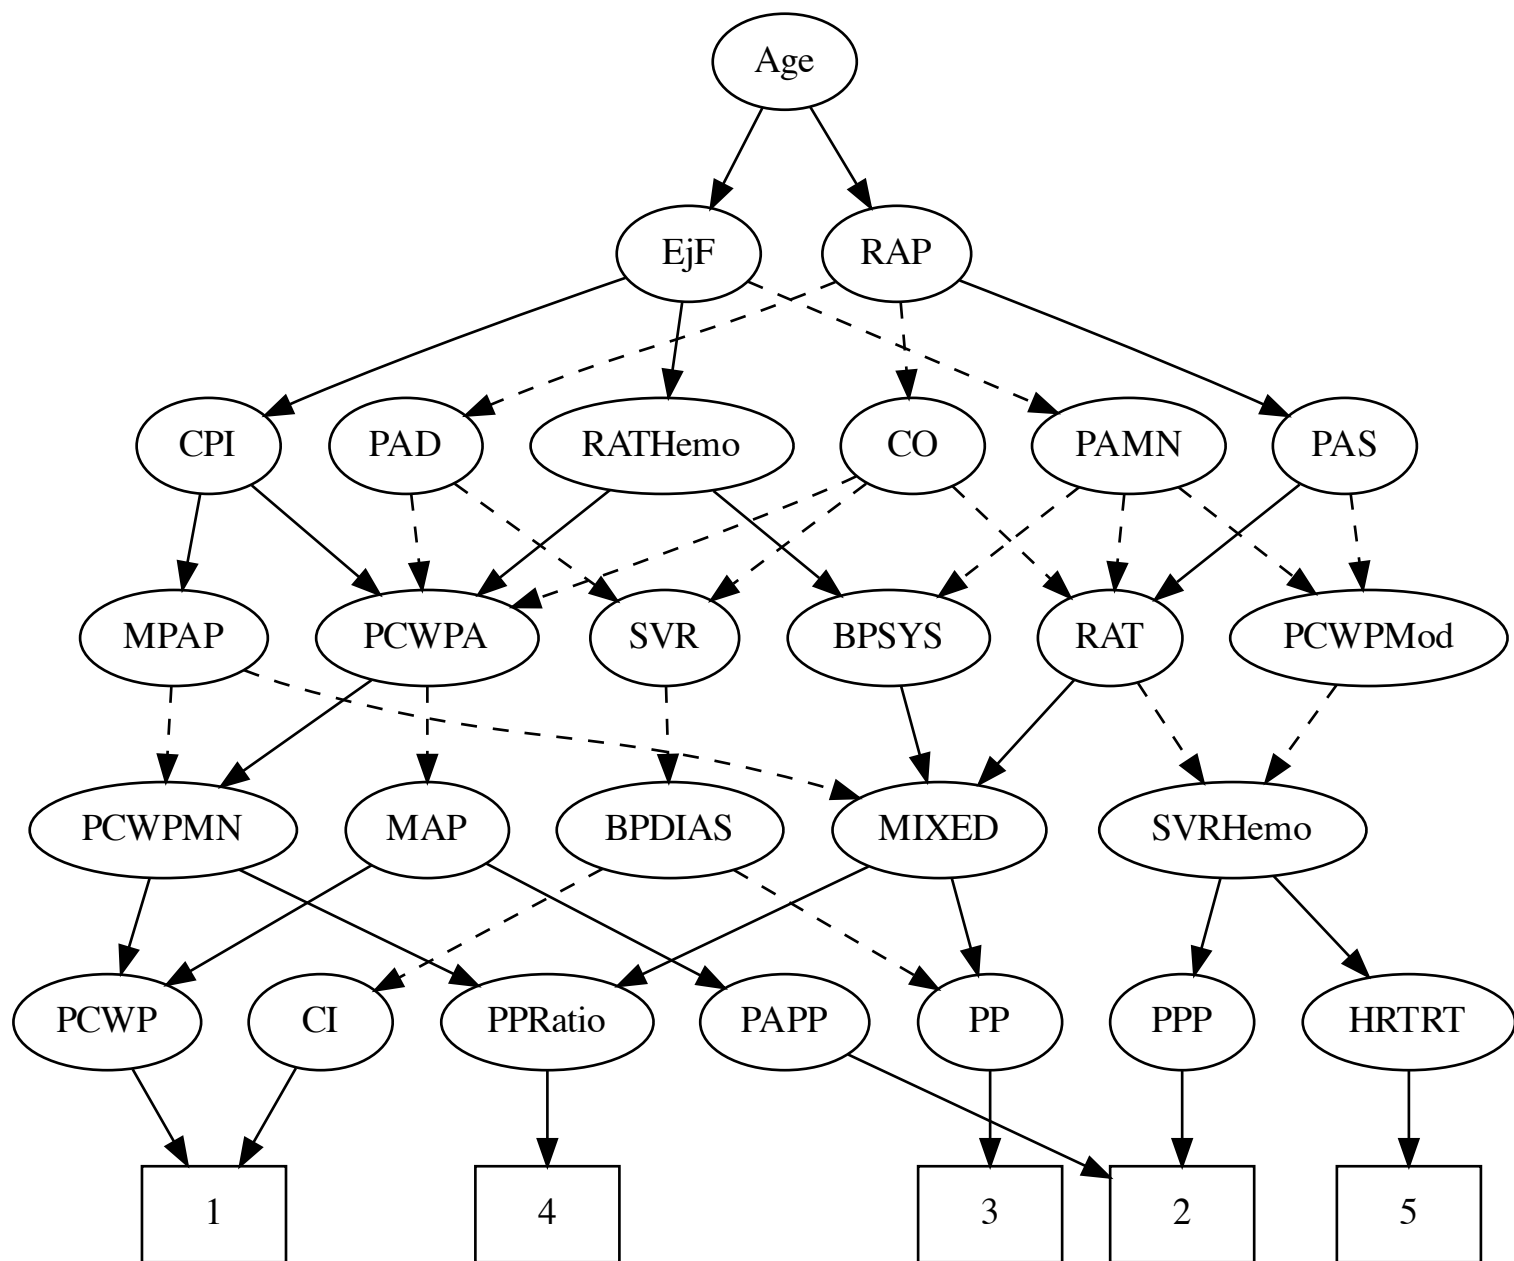 Age
EjF
RAP
CPI
PAD
RATHemo
CO
PAMN
PAS
MPAP
PCWPA
SVR
BPSYS
RAT
PCWPMod
PCWPMN
MAP
BPDIAS
MIXED
SVRHemo
PCWP
CI
PPRatio
PAPP
PP
PPP
HRTRT
1
4
3
2
5